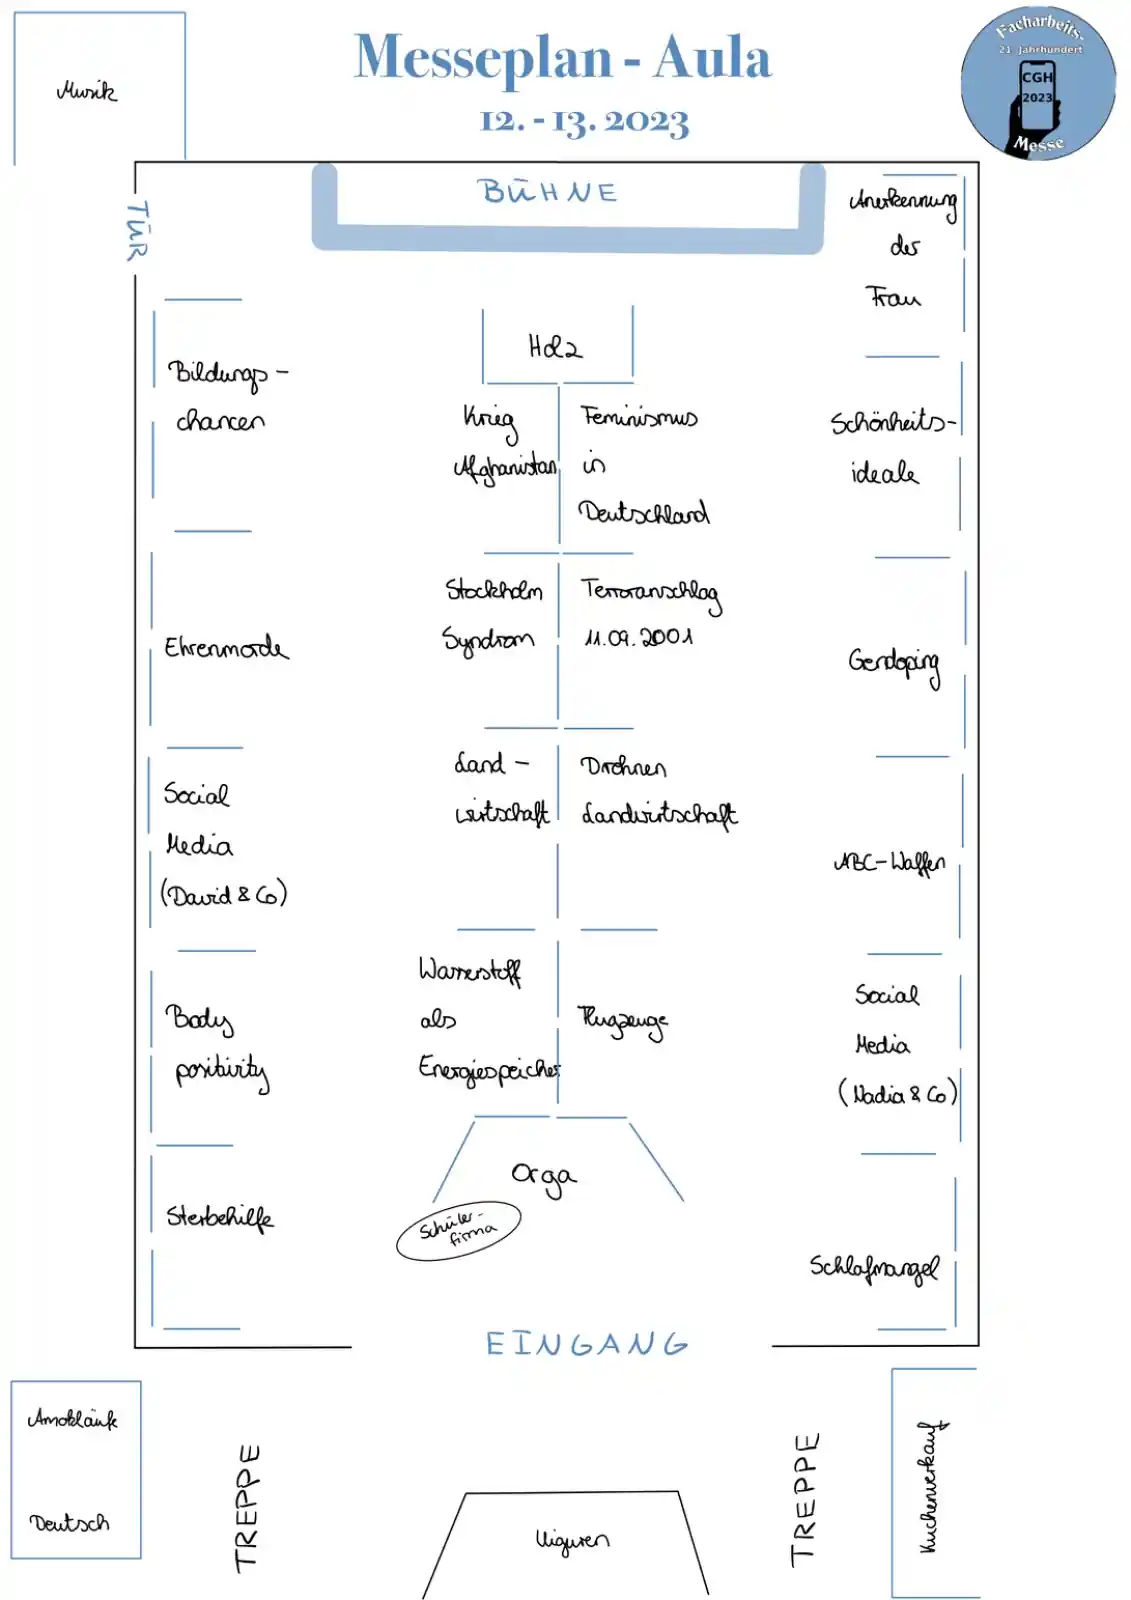 Messeplan - Aula
12. - 13. 2023
Facharbeits-
21. Jahrhundert
CGH
2023
Messe
Musik
BÜHNE
TÜR
Anerkennung
der
Frau
Holz
Bildungs-
chancen
Krieg
Afghanistan
Feminismus
in
Deutschland
Schönheits-
ideale
Stockholm
Syndrom
Terroranschlag
11.09.2001
Ehrenmorde
Gendoping
Land-
wirtschaft
Drohnen
Landwirtschaft
Social
Media
(David & Co)
ABC-Waffen
Wasserstoff
als
Energiespeicher
Flugzeuge
Body
positivity
Social
Media
(Nadia & Co)
Orga
Schüler-
firma
Sterbehilfe
Schlafmangel
EINGANG
Amokläufe
Deutsch
TREPPE
Uiguren
TREPPE
Kuchenverkauf